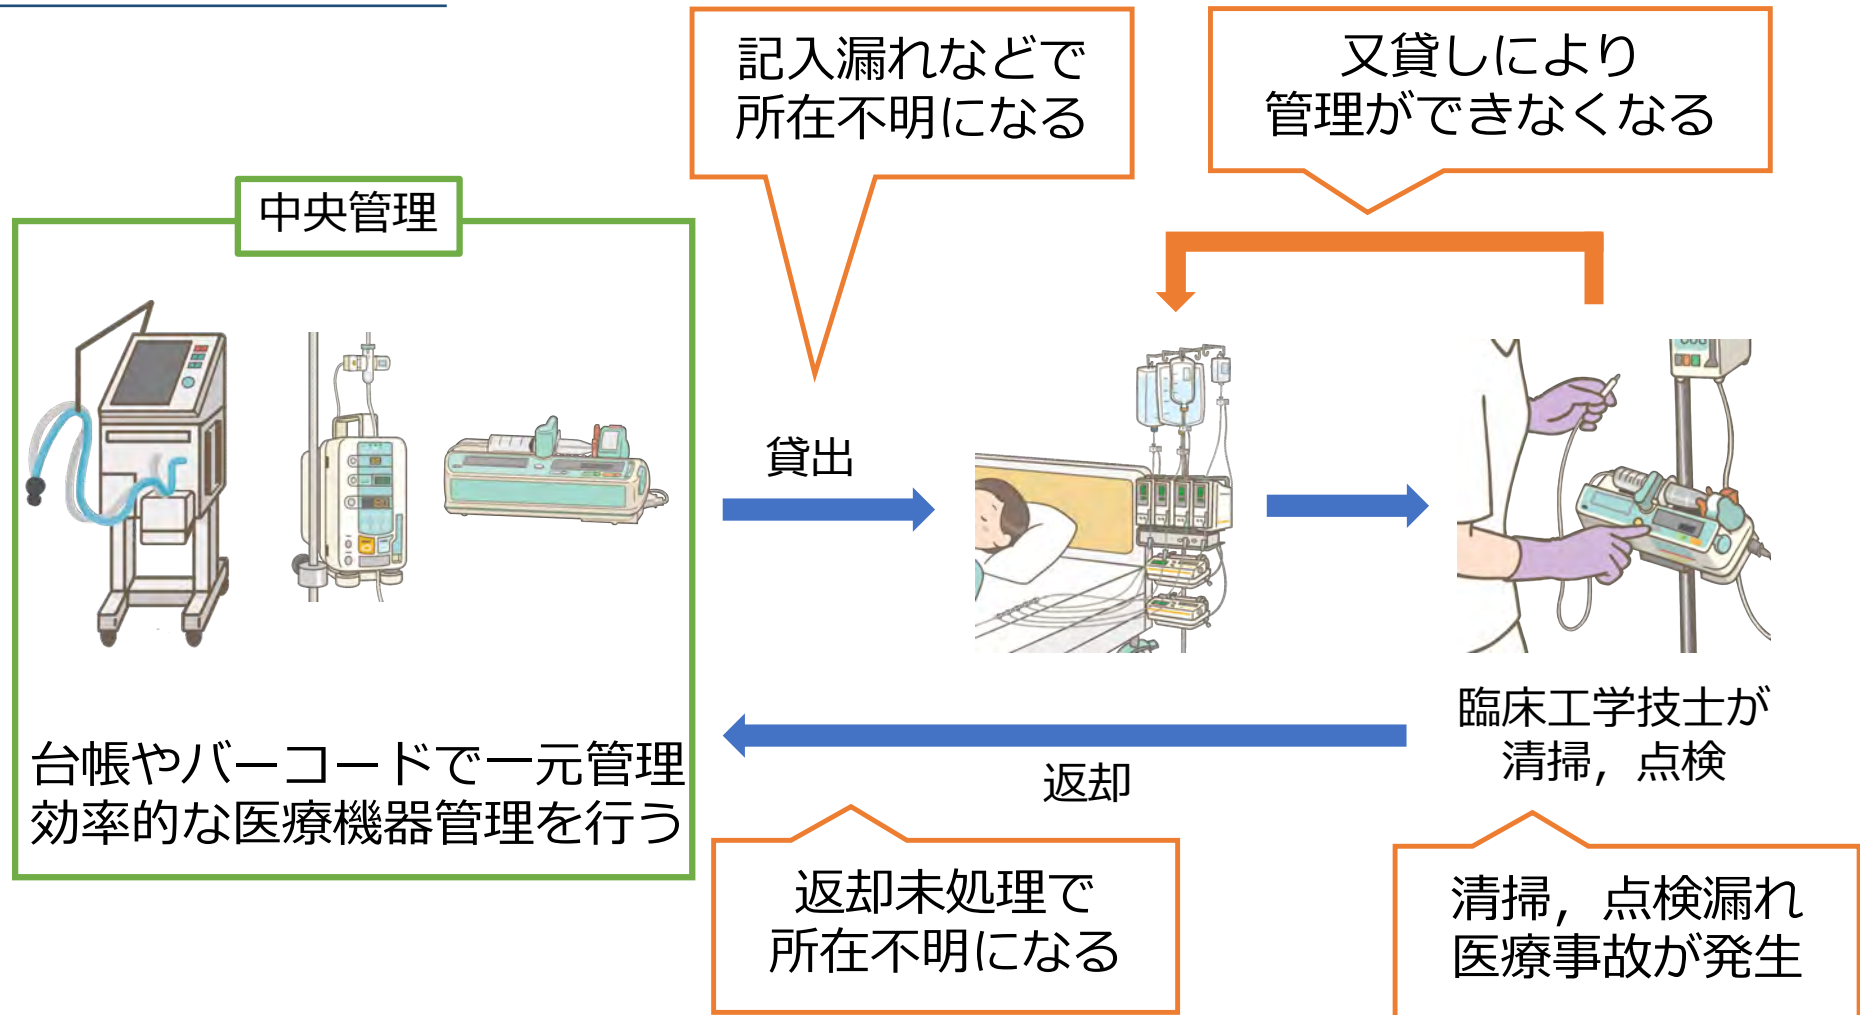 記入漏れなどで
所在不明になる
又貸しにより
管理ができなくなる
中央管理
貸出
台帳やバーコードで一元管理
効率的な医療機器管理を行う
臨床工学技士が
清掃，点検
返却
返却未処理で
所在不明になる
清掃，点検漏れ
医療事故が発生